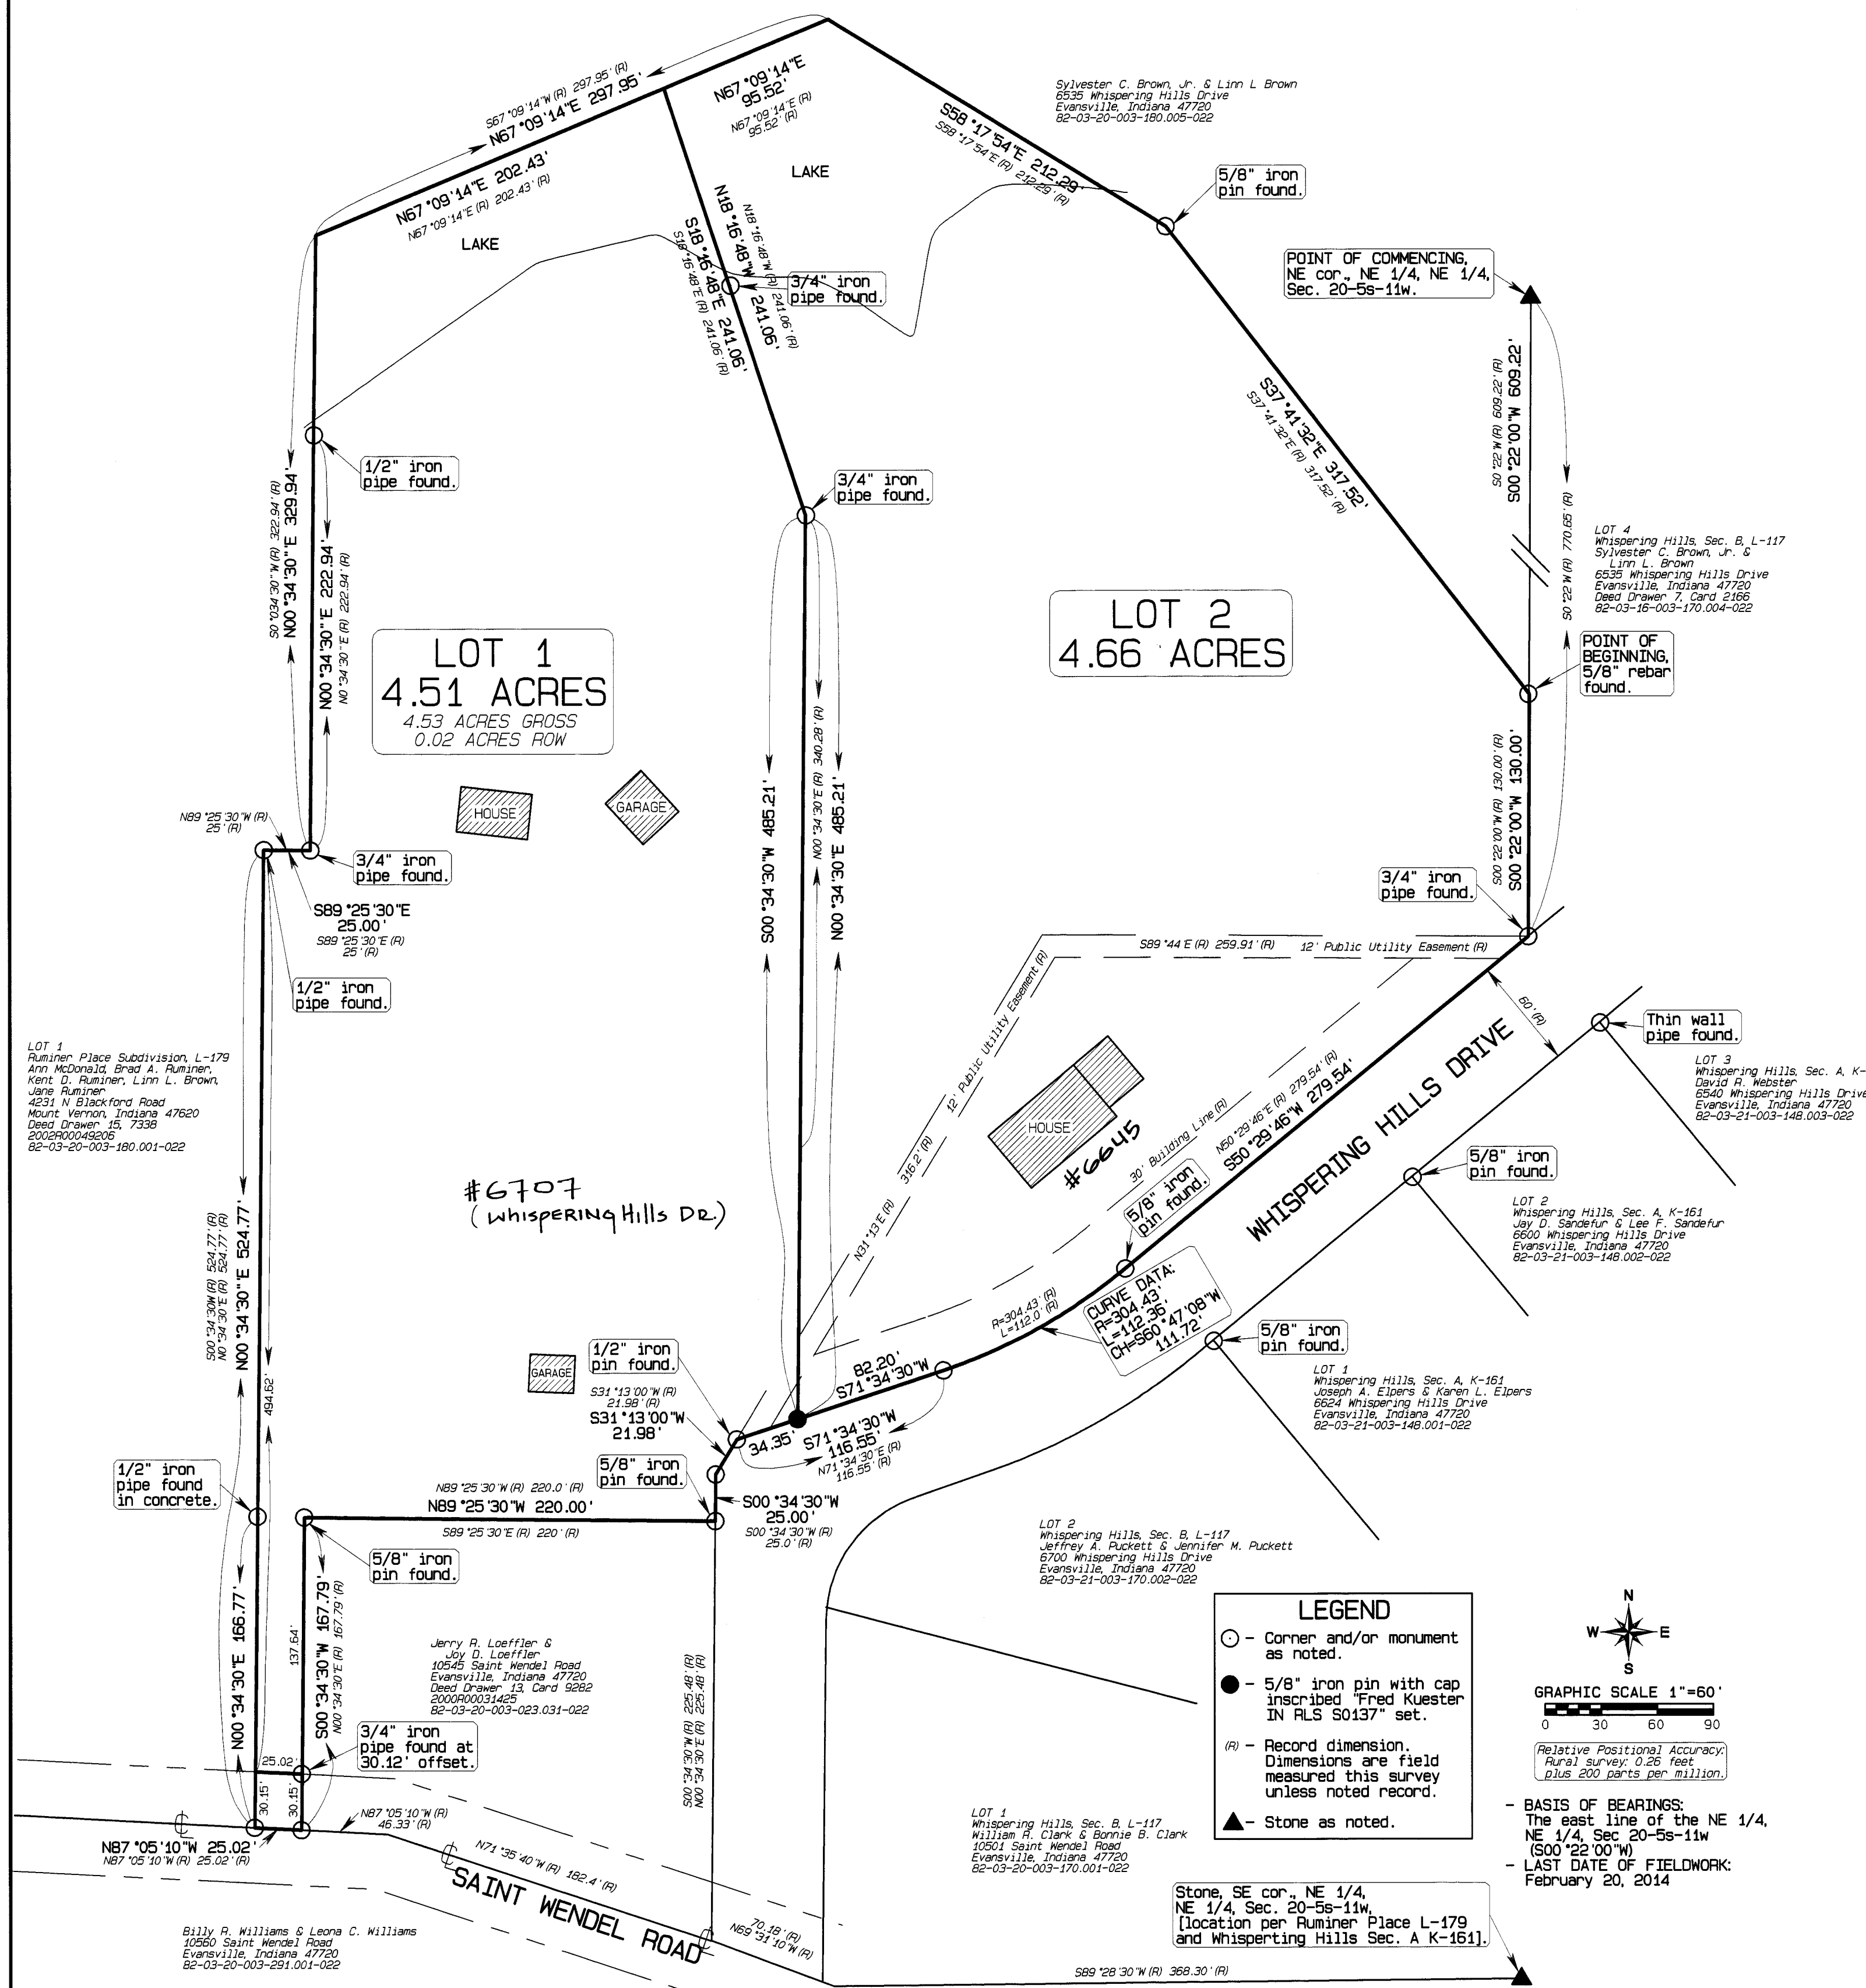 S67°09'14"W (R) 297.95' (R)
N67°09'14"E 297.95'
N67°09'14"E 202.43'
N67°09'14"E (R) 202.43' (R)
LAKE
N67°09'14"E
95.52'
N67°09'14"E (R)
95.52' (R)
LAKE
S58°17'54"E 212.29'
S58°17'54"E (R) 212.29' (R)
Sylvester C. Brown, Jr. & Linn L Brown
6535 Whispering Hills Drive
Evansville, Indiana 47720
82-03-20-003-180.005-022
5/8" iron
pin found.
N18°16'48"W (R) 241.06' (R)
N18°16'48"W 241.06'
S18°16'48"E 241.06'
S18°16'48"E (R) 241.06' (R)
3/4" iron
pipe found.
POINT OF COMMENCING,
NE cor., NE 1/4, NE 1/4,
Sec. 20-5s-11w.
S00°22'00"W 609.22'
S0°22'W (R) 609.22' (R)
S0°22'W (R) 770.65' (R)
S37°41'32"E 317.52'
S37°41'32"E (R) 317.52' (R)
1/2" iron
pipe found.
3/4" iron
pipe found.
S0°034'30"W (R) 322.94' (R)
N00°34'30"E 329.94'
N00°34'30"E 222.94'
N0°34'30"E (R) 222.94' (R)
LOT 4
Whispering Hills, Sec. B, L-117
Sylvester C. Brown, Jr. &
Linn L. Brown
6535 Whispering Hills Drive
Evansville, Indiana 47720
Deed Drawer 7, Card 2166
82-03-16-003-170.004-022
LOT 1
4.51 ACRES
4.53 ACRES GROSS
0.02 ACRES ROW
LOT 2
4.66 ACRES
POINT OF
BEGINNING,
5/8" rebar
found.
S00°22'00"W 130.00'
S00°22'00"W (R) 130.00' (R)
HOUSE
GARAGE
S00°34'30"W 485.21'
N00°34'30"E (R) 340.28' (R)
N00°34'30"E 485.21'
N89°25'30"W (R)
25' (R)
3/4" iron
pipe found.
S89°25'30"E
25.00'
S89°25'30"E (R)
25' (R)
1/2" iron
pipe found.
3/4" iron
pipe found.
S89°44'E (R) 259.91' (R) 12' Public Utility Easement (R)
N31°13'E (R) 316.2' (R) 12' Public Utility Easement (R)
60' (R)
Thin wall
pipe found.
LOT 3
Whispering Hills, Sec. A, K-
David R. Webster
6540 Whispering Hills Drive
Evansville, Indiana 47720
82-03-21-003-148.003-022
LOT 1
Ruminer Place Subdivision, L-179
Ann McDonald, Brad A. Ruminer,
Kent D. Ruminer, Linn L. Brown,
Jane Ruminer
4231 N Blackford Road
Mount Vernon, Indiana 47620
Deed Drawer 15, 7338
2002R00049206
82-03-20-003-180.001-022
HOUSE
#6645
30' Building Line (R)
N50°29'46"E (R) 279.54' (R)
S50°29'46"W 279.54'
WHISPERING HILLS DRIVE
5/8" iron
pin found.
5/8" iron
pin found.
LOT 2
Whispering Hills, Sec. A, K-161
Jay D. Sandefur & Lee F. Sandefur
6600 Whispering Hills Drive
Evansville, Indiana 47720
82-03-21-003-148.002-022
#6707
(WHISPERING Hills DR.)
S00°34'30W (R) 524.77' (R)
N0°34'30"E (R) 524.77' (R)
N00°34'30"E 524.77'
494.62'
R=304.43' (R)
L=112.0' (R)
CURVE DATA:
R=304.43'
L=112.36'
CH=S60°47'08"W
111.72'
5/8" iron
pin found.
LOT 1
Whispering Hills, Sec. A, K-161
Joseph A. Elpers & Karen L. Elpers
6624 Whispering Hills Drive
Evansville, Indiana 47720
82-03-21-003-148.001-022
1/2" iron
pin found.
GARAGE
S31°13'00"W (R)
21.98' (R)
S31°13'00"W
21.98'
82.20'
S71°34'30"W
34.35'
S71°34'30"W
116.55'
N71°34'30"E (R)
116.55' (R)
5/8" iron
pin found.
1/2" iron
pipe found
in concrete.
N89°25'30"W (R) 220.0' (R)
N89°25'30"W 220.00'
S89°25'30"E (R) 220' (R)
S00°34'30"W
25.00'
S00°34'30"W (R)
25.0' (R)
5/8" iron
pin found.
LOT 2
Whispering Hills, Sec. B, L-117
Jeffrey A. Puckett & Jennifer M. Puckett
6700 Whispering Hills Drive
Evansville, Indiana 47720
82-03-21-003-170.002-022
N00°34'30"E 166.77'
137.64'
S00°34'30"W 167.79'
N00°34'30"E (R) 167.79' (R)
Jerry R. Loeffler &
Joy D. Loeffler
10545 Saint Wendel Road
Evansville, Indiana 47720
Deed Drawer 13, Card 9282
2000R00031425
82-03-20-003-023.031-022
S00°34'30"W (R) 225.48' (R)
N00°34'30"E (R) 225.48' (R)
3/4" iron
pipe found at
30.12' offset.
25.02'
30.15'
30.15'
N87°05'10"W 25.02'
N87°05'10"W (R) 25.02' (R)
N87°05'10"W (R)
46.33' (R)
N71°35'40"W (R) 182.4' (R)
SAINT WENDEL ROAD
70.18' (R)
N69°31'10"W (R)
LOT 1
Whispering Hills, Sec. B, L-117
William R. Clark & Bonnie B. Clark
10501 Saint Wendel Road
Evansville, Indiana 47720
82-03-20-003-170.001-022
Billy R. Williams & Leona C. Williams
10560 Saint Wendel Road
Evansville, Indiana 47720
82-03-20-003-291.001-022
LEGEND
- Corner and/or monument
as noted.
- 5/8" iron pin with cap
inscribed "Fred Kuester
IN RLS S0137" set.
(R) - Record dimension.
Dimensions are field
measured this survey
unless noted record.
- Stone as noted.
N
W E
S
GRAPHIC SCALE 1"=60'
0 30 60 90
Relative Positional Accuracy:
Rural survey: 0.26 feet
plus 200 parts per million.
- BASIS OF BEARINGS:
The east line of the NE 1/4,
NE 1/4, Sec 20-5s-11w
(S00°22'00"W)
- LAST DATE OF FIELDWORK:
February 20, 2014
Stone, SE cor., NE 1/4,
NE 1/4, Sec. 20-5s-11w,
[location per Ruminer Place L-179
and Whisperting Hills Sec. A K-161].
S89°28'30"W (R) 368.30' (R)